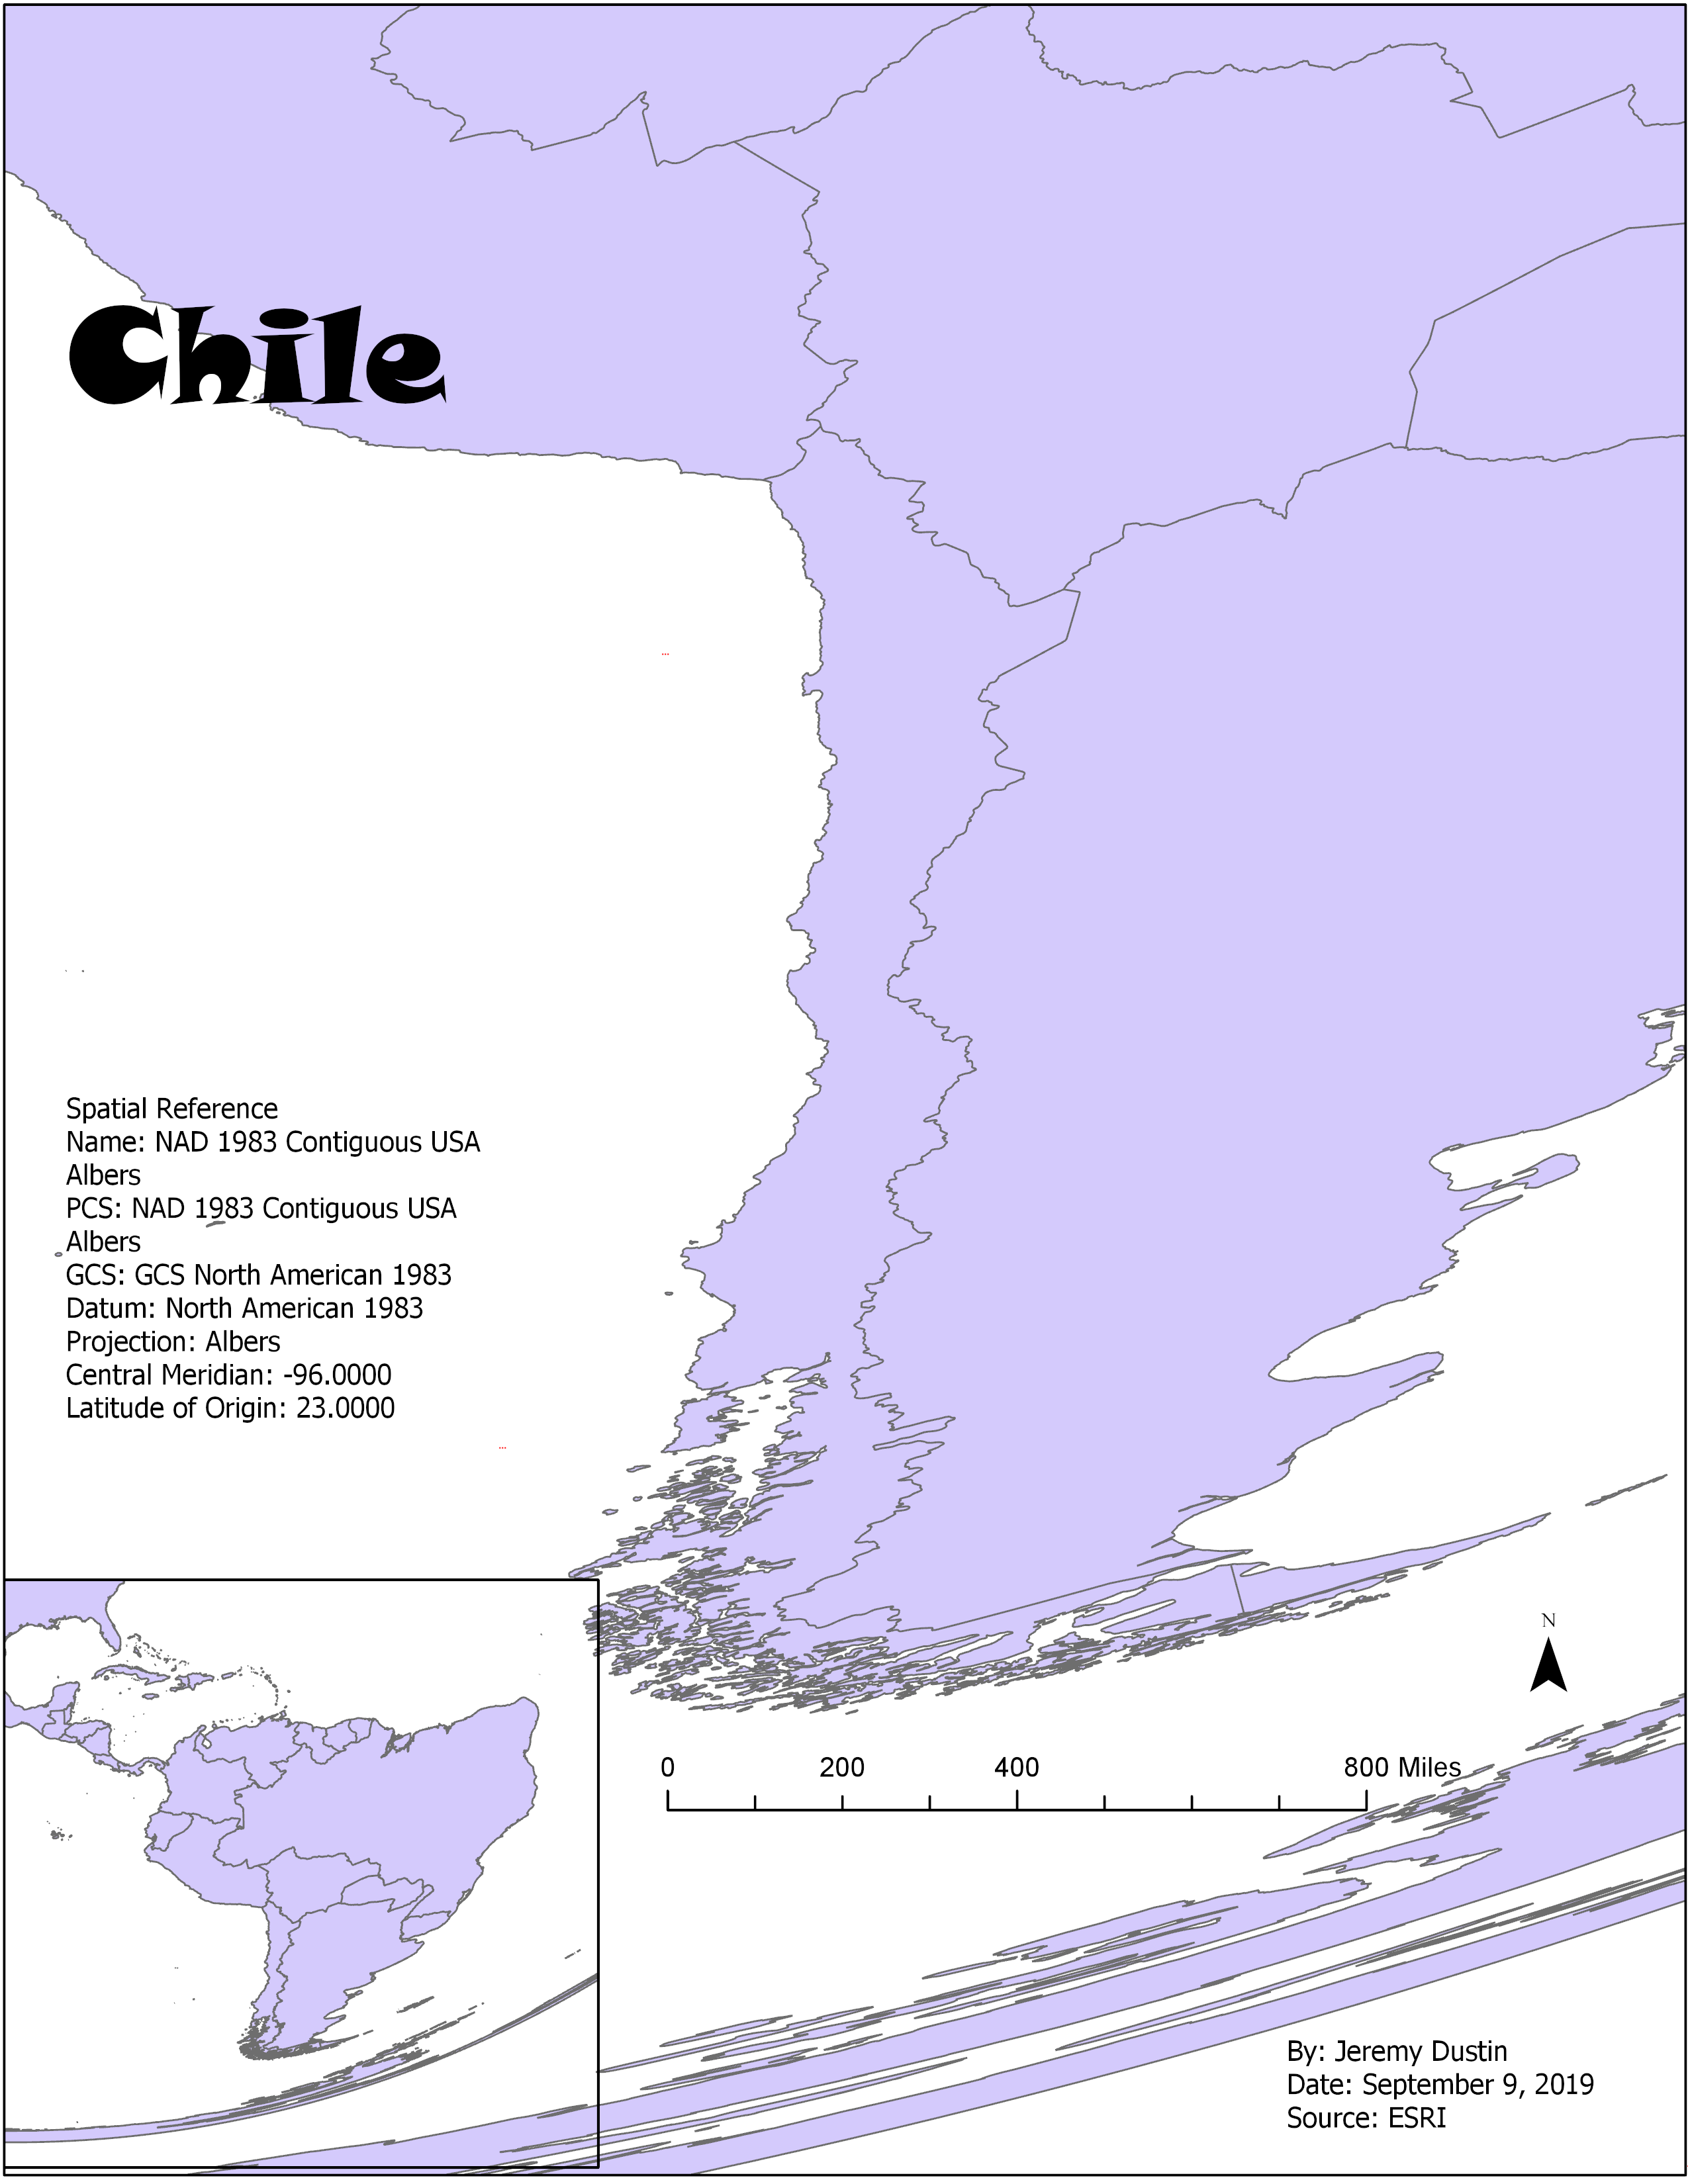 Chile
Spatial Reference
Name: NAD 1983 Contiguous USA
Albers
PCS: NAD 1983 Contiguous USA
Albers
GCS: GCS North American 1983
Datum: North American 1983
Projection: Albers
Central Meridian: -96.0000
Latitude of Origin: 23.0000
N
0 200 400 800 Miles
By: Jeremy Dustin
Date: September 9, 2019
Source: ESRI